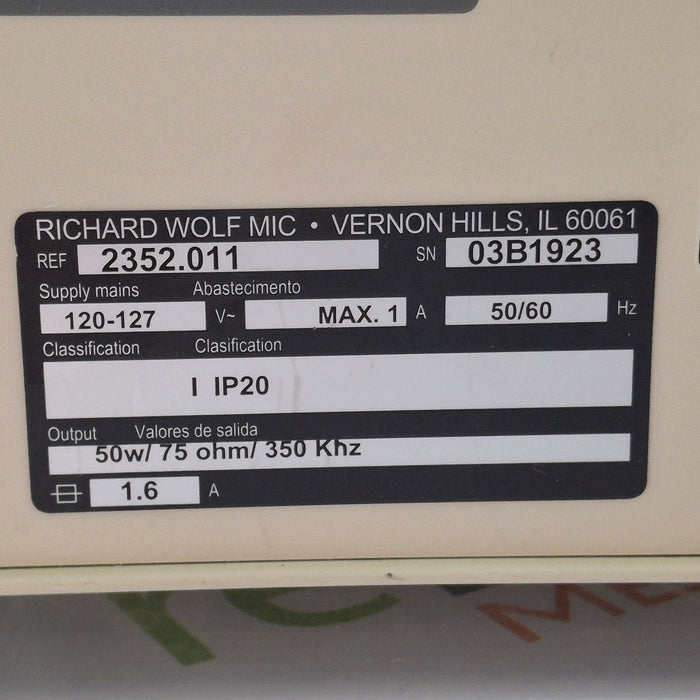 RICHARD WOLF MIC • VERNON HILLS, IL 60061
REF 2352.011 SN 03B1923
Supply mains Abastecimento
120-127 V~ MAX. 1 A 50/60 Hz
Classification Clasification
I IP20
Output Valores de salida
50w/ 75 ohm/ 350 Khz
1.6 A